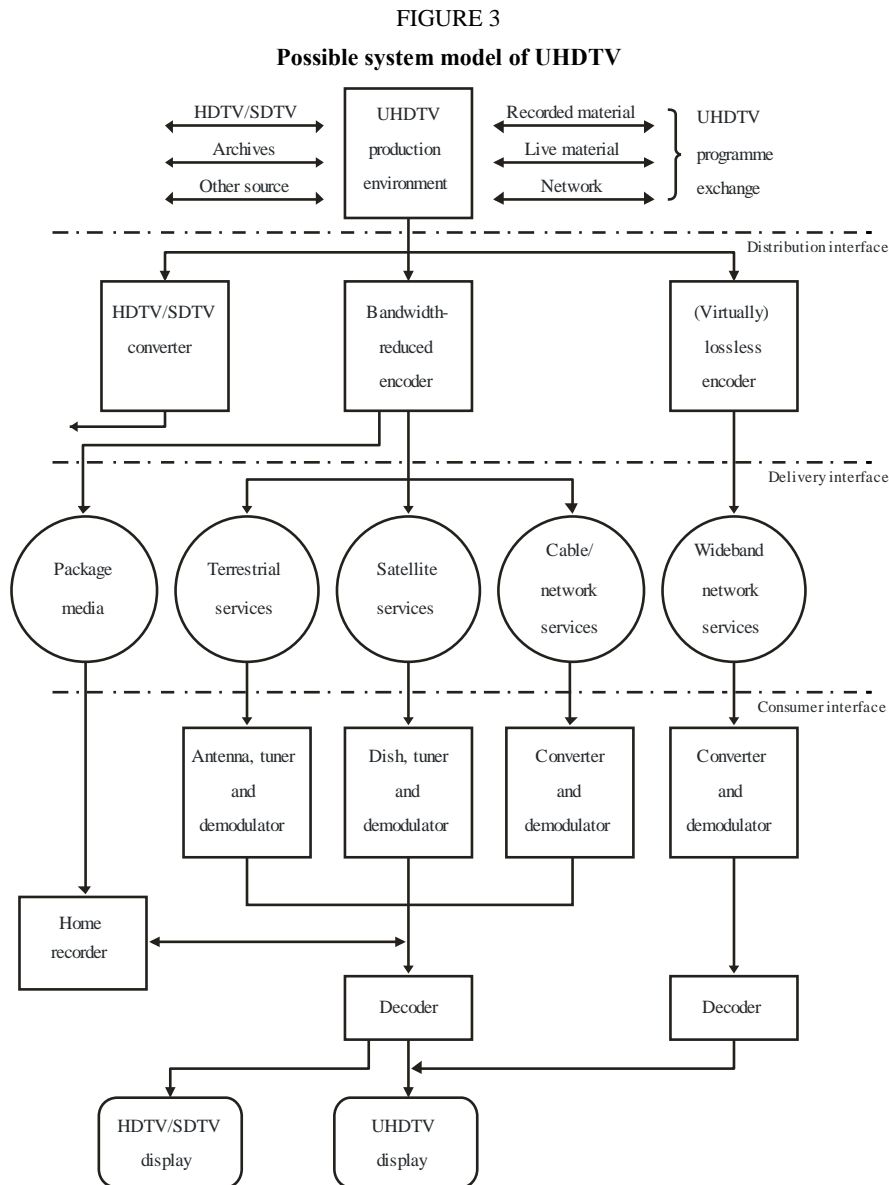 FIGURE 3
Possible system model of UHDTV
HDTV/SDTV
Archives
Other source
UHDTV
production
environment
Recorded material
Live material
Network
UHDTV
programme
exchange
Distribution interface
HDTV/SDTV
converter
Bandwidth-
reduced
encoder
(Virtually)
lossless
encoder
Delivery interface
Package
media
Terrestrial
services
Satellite
services
Cable/
network
services
Wideband
network
services
Consumer interface
Antenna, tuner
and
demodulator
Dish, tuner
and
demodulator
Converter
and
demodulator
Converter
and
demodulator
Home
recorder
Decoder
Decoder
HDTV/SDTV
display
UHDTV
display